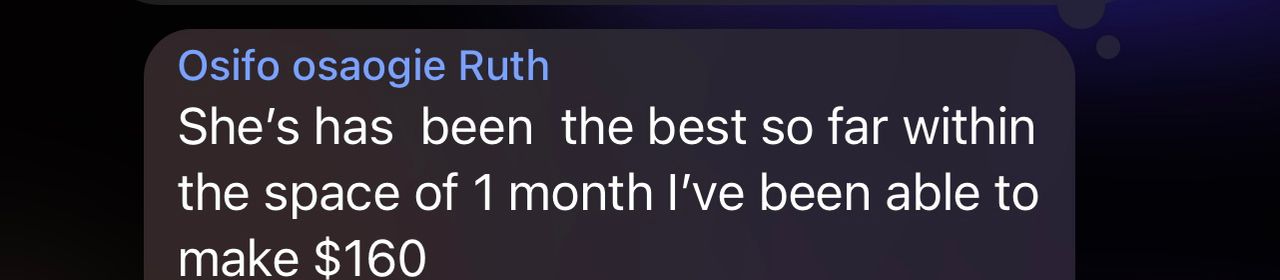 Osifo osaogie Ruth
She’s has  been  the best so far within
the space of 1 month I’ve been able to
make $160